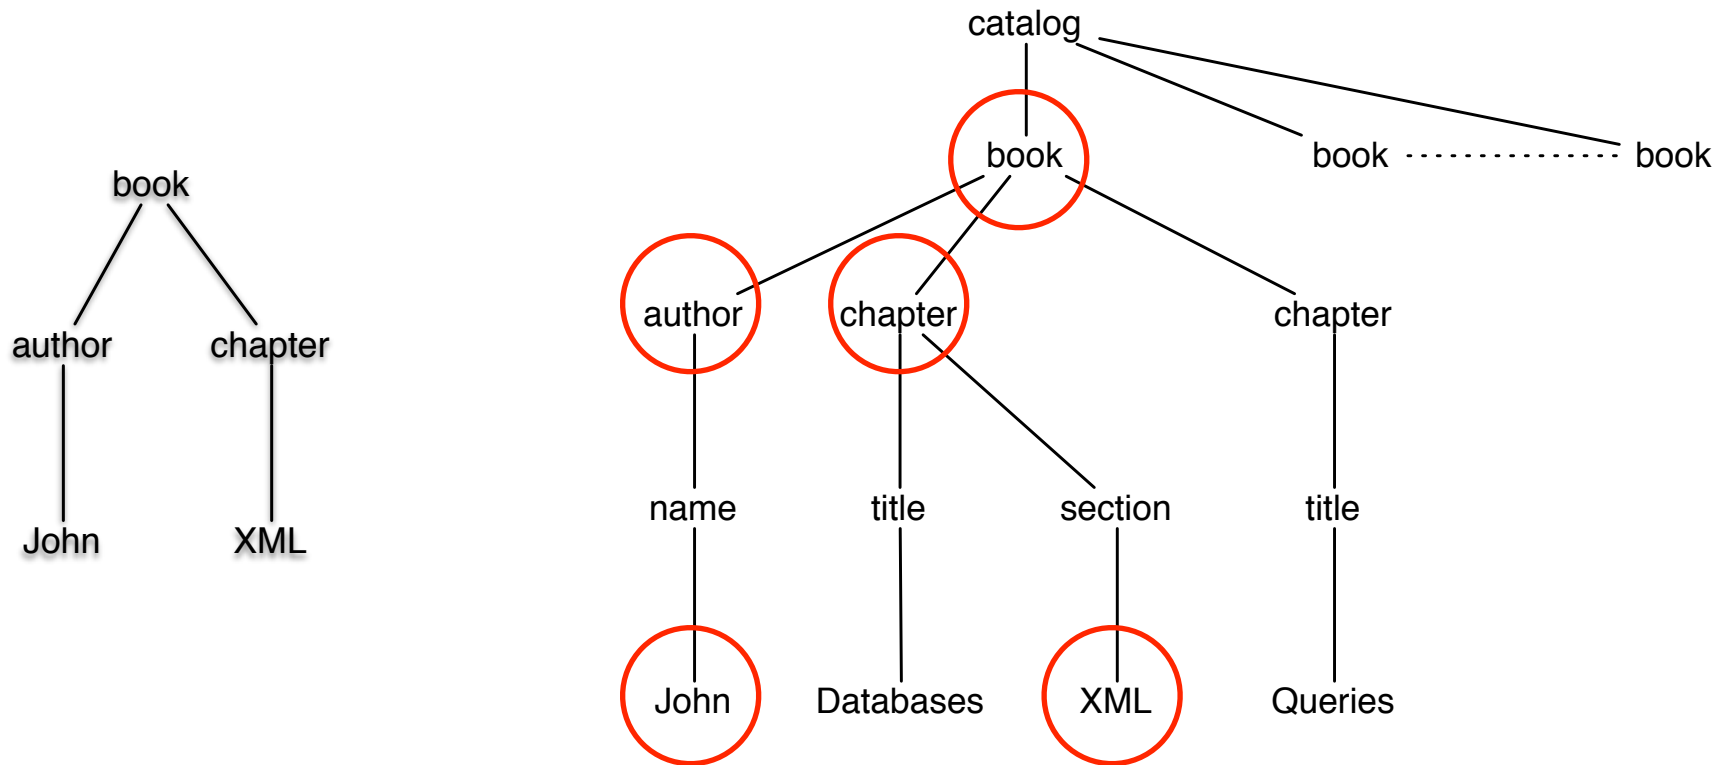 catalog
book
book
book
book
author
chapter
John
XML
author
chapter
chapter
name
title
section
title
John
Databases
XML
Queries